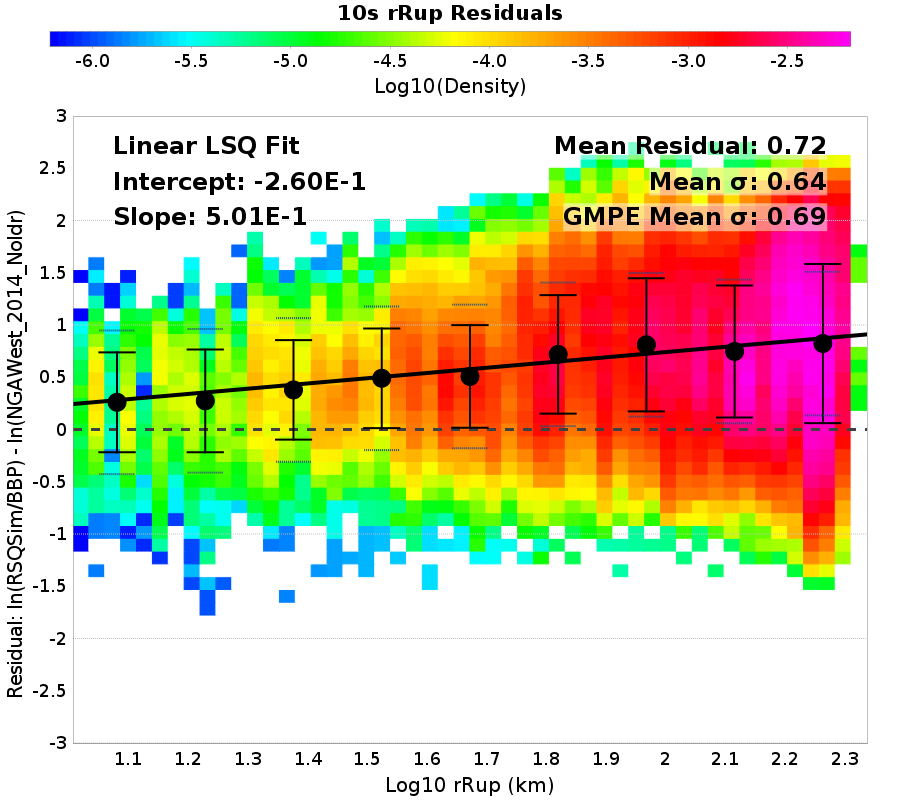 10s rRup Residuals
-6.0 -5.5 -5.0 -4.5 -4.0 -3.5 -3.0 -2.5
Log10(Density)
Linear LSQ Fit
Intercept: -2.60E-1
Slope: 5.01E-1
Mean Residual: 0.72
Mean σ: 0.64
GMPE Mean σ: 0.69
Residual: ln(RSQSim/BBP) - ln(NGAWest_2014_NoIdr)
3
2.5
2
1.5
1
0.5
0
-0.5
-1
-1.5
-2
-2.5
-3
1.1 1.2 1.3 1.4 1.5 1.6 1.7 1.8 1.9 2 2.1 2.2 2.3
Log10 rRup (km)